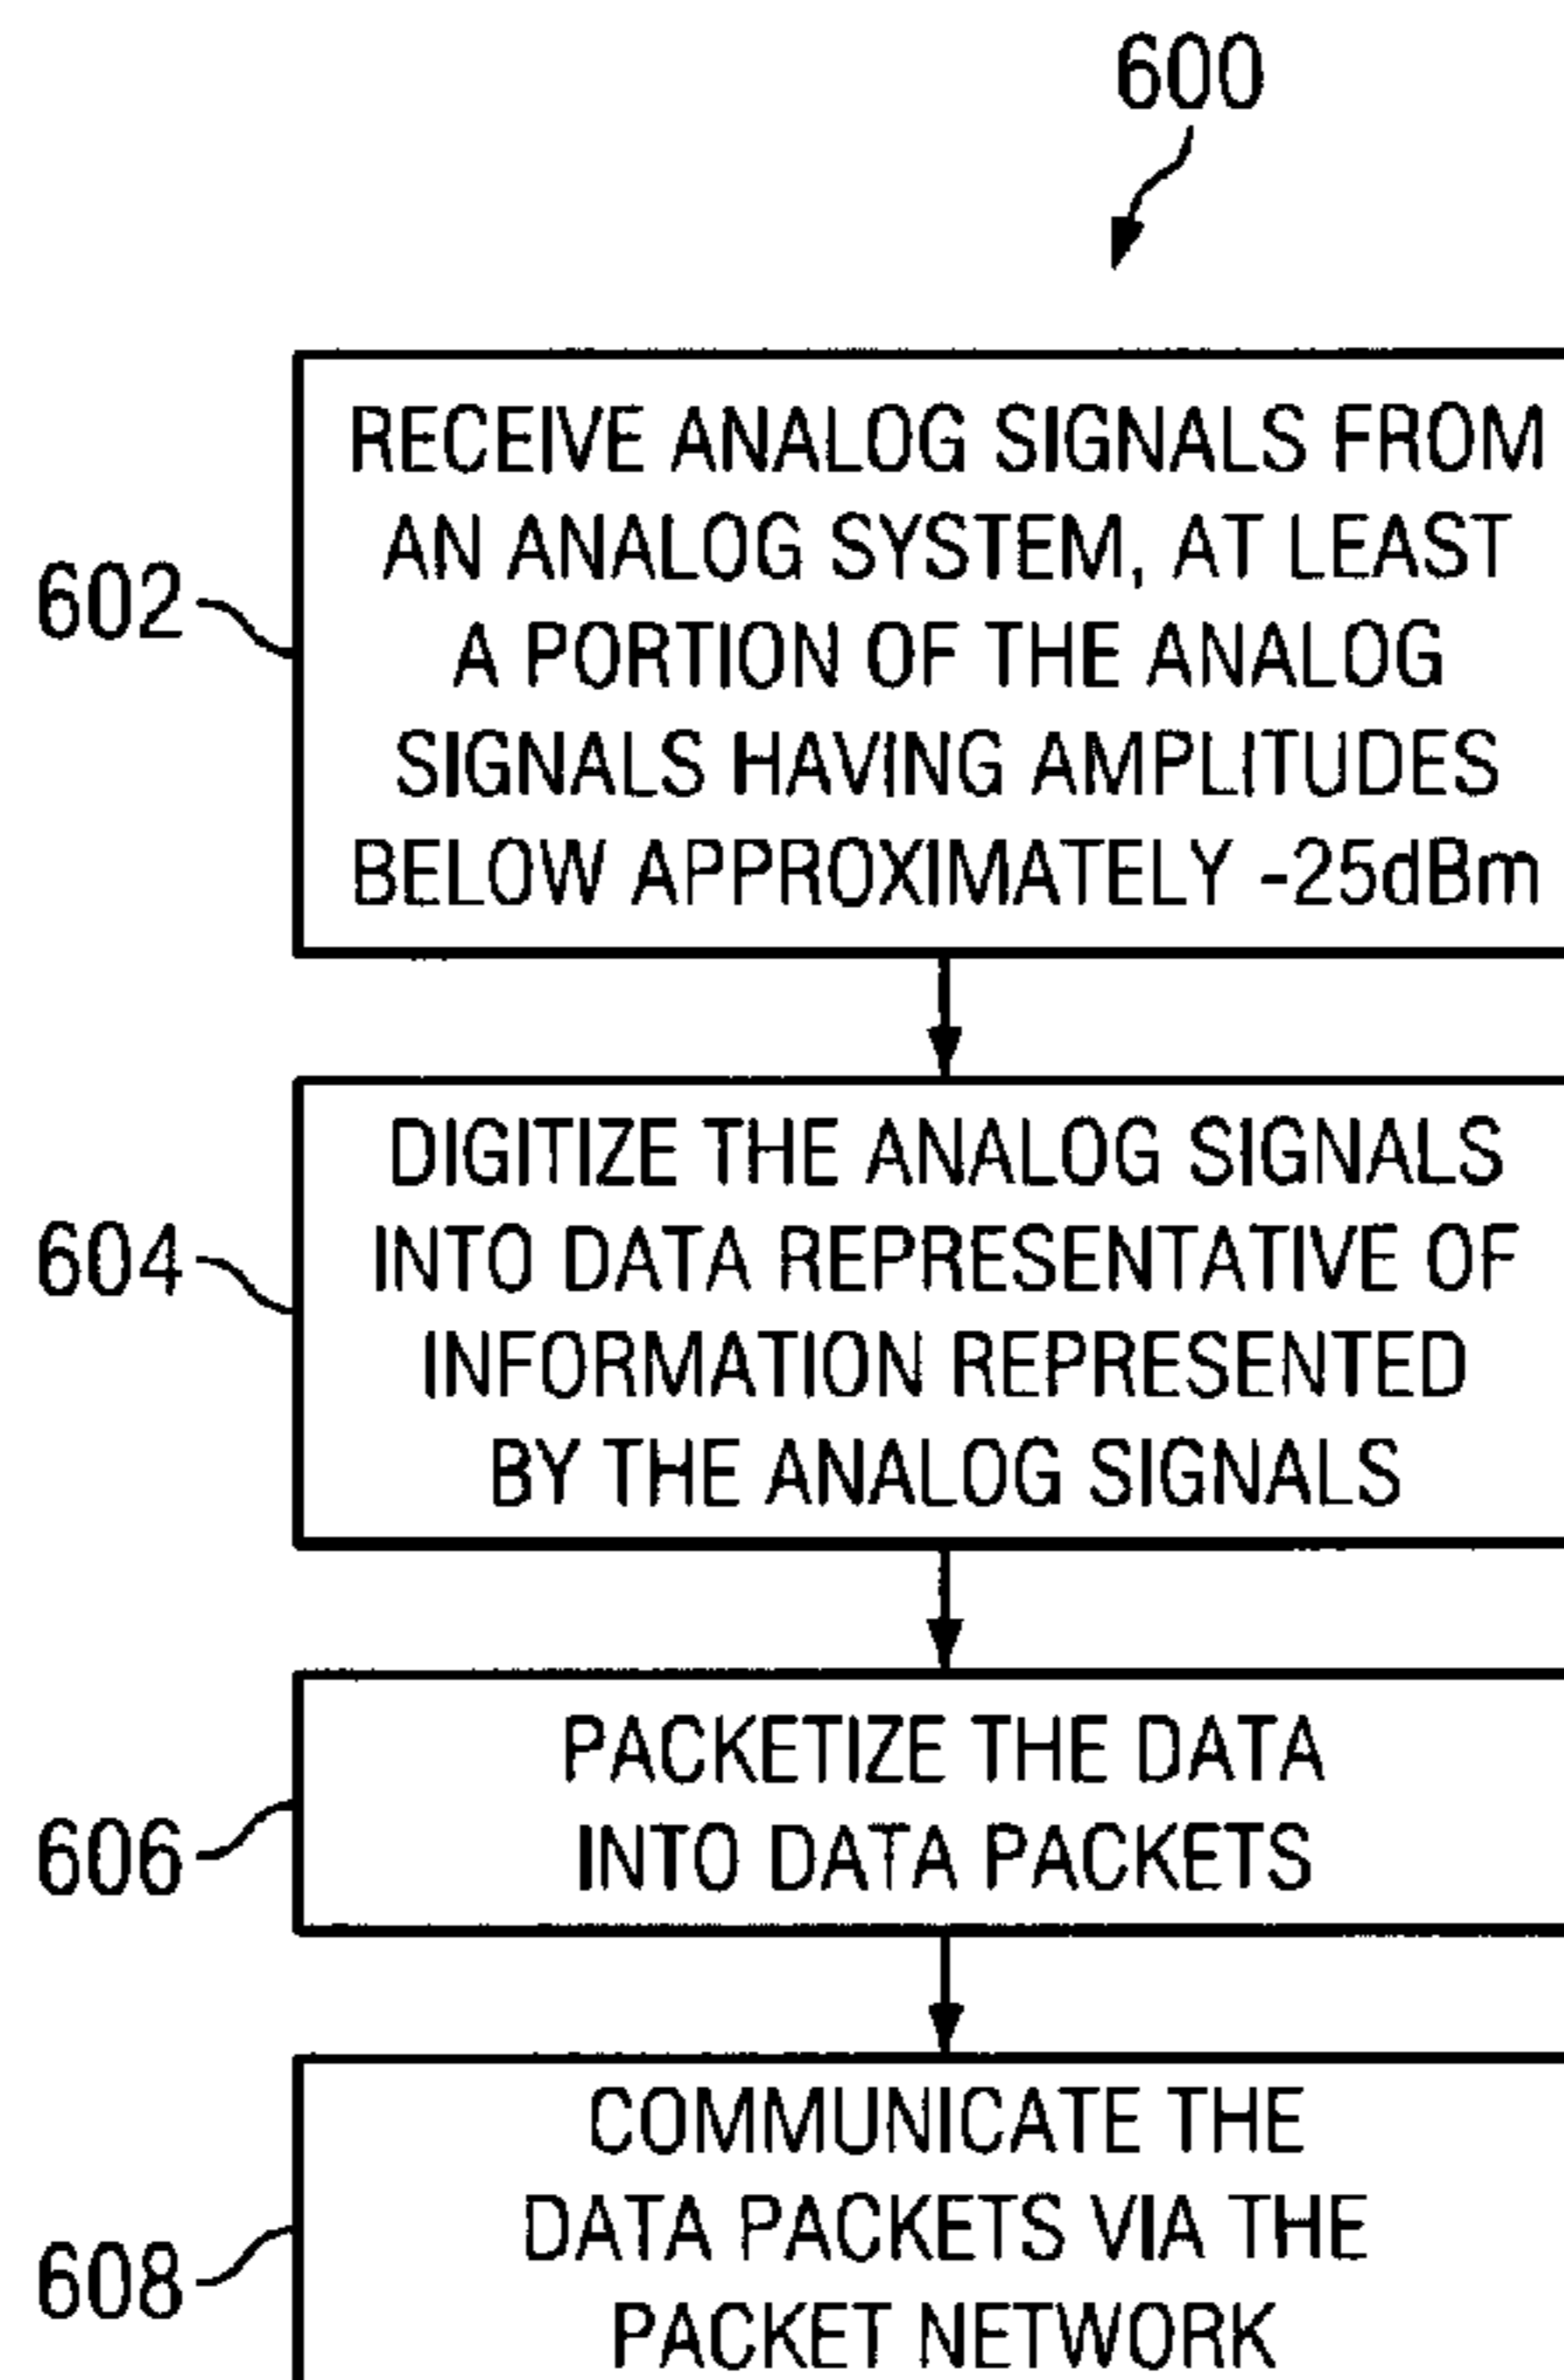 600
602
RECEIVE ANALOG SIGNALS FROM
AN ANALOG SYSTEM, AT LEAST
A PORTION OF THE ANALOG
SIGNALS HAVING AMPLITUDES
BELOW APPROXIMATELY -25dBm
604
DIGITIZE THE ANALOG SIGNALS
INTO DATA REPRESENTATIVE OF
INFORMATION REPRESENTED
BY THE ANALOG SIGNALS
606
PACKETIZE THE DATA
INTO DATA PACKETS
608
COMMUNICATE THE
DATA PACKETS VIA THE
PACKET NETWORK